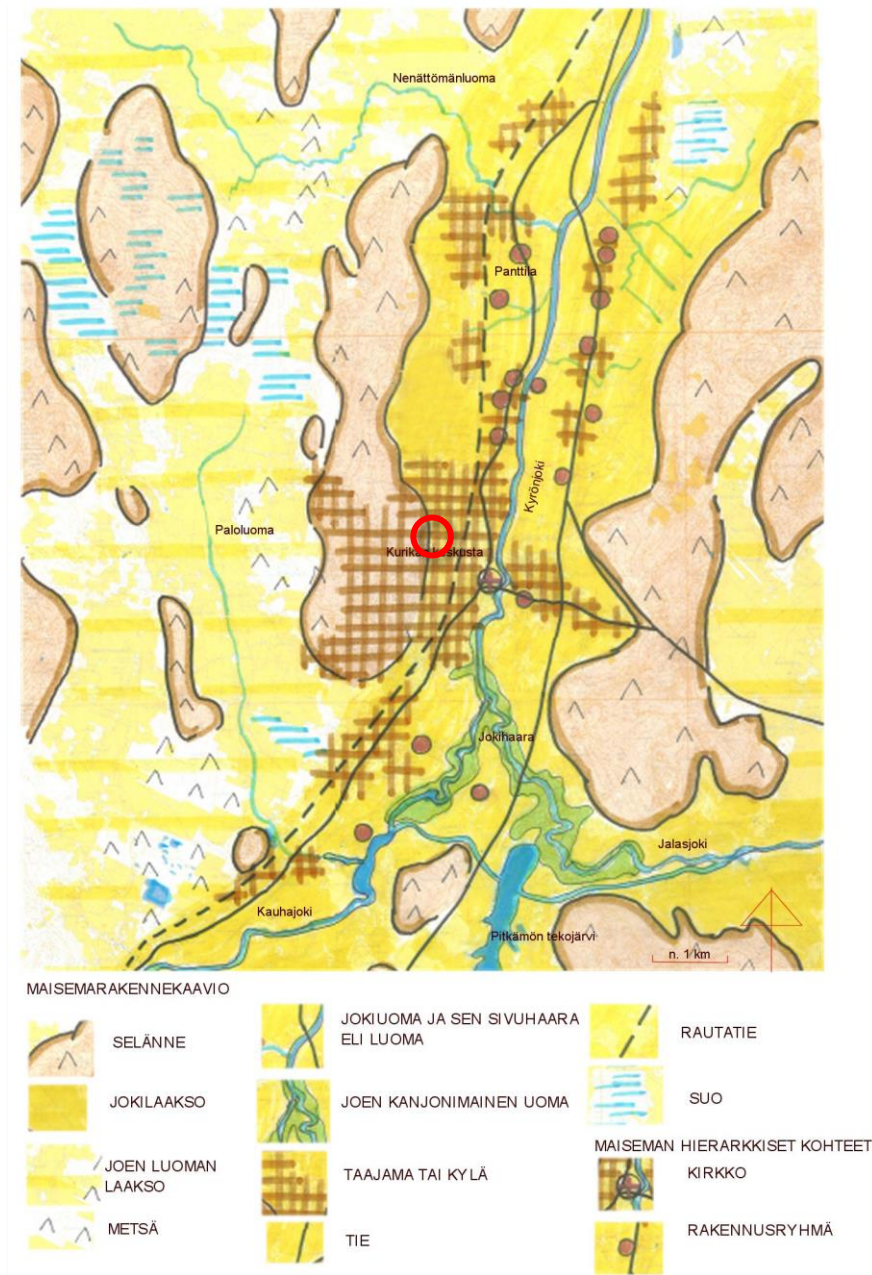 Nenättömänluoma
Panttila
Kyrönjoki
Paloluoma
Kurikan keskusta
Jokihaara
Jalasjoki
Kauhajoki
Pitkämön tekojärvi
n. 1 km
MAISEMARAKENNEKAAVIO
SELÄNNE
JOKILAAKSO
JOEN LUOMAN
LAAKSO
METSÄ
JOKIUOMA JA SEN SIVUHAARA
ELI LUOMA
JOEN KANJONIMAINEN UOMA
TAAJAMA TAI KYLÄ
TIE
RAUTATIE
SUO
MAISEMAN HIERARKKISET KOHTEET
KIRKKO
RAKENNUSRYHMÄ